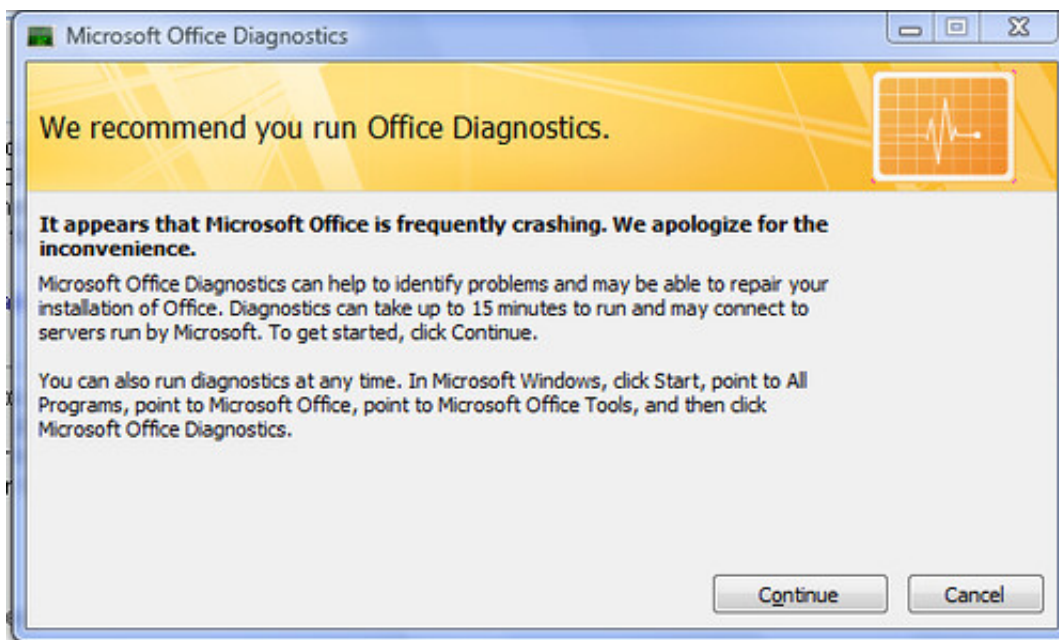 Microsoft Office Diagnostics
We recommend you run Office Diagnostics.
It appears that Microsoft Office is frequently crashing. We apologize for the
inconvenience.
Microsoft Office Diagnostics can help to identify problems and may be able to repair your
installation of Office. Diagnostics can take up to 15 minutes to run and may connect to
servers run by Microsoft. To get started, click Continue.
You can also run diagnostics at any time. In Microsoft Windows, click Start, point to All
Programs, point to Microsoft Office, point to Microsoft Office Tools, and then click
Microsoft Office Diagnostics.
Continue
Cancel